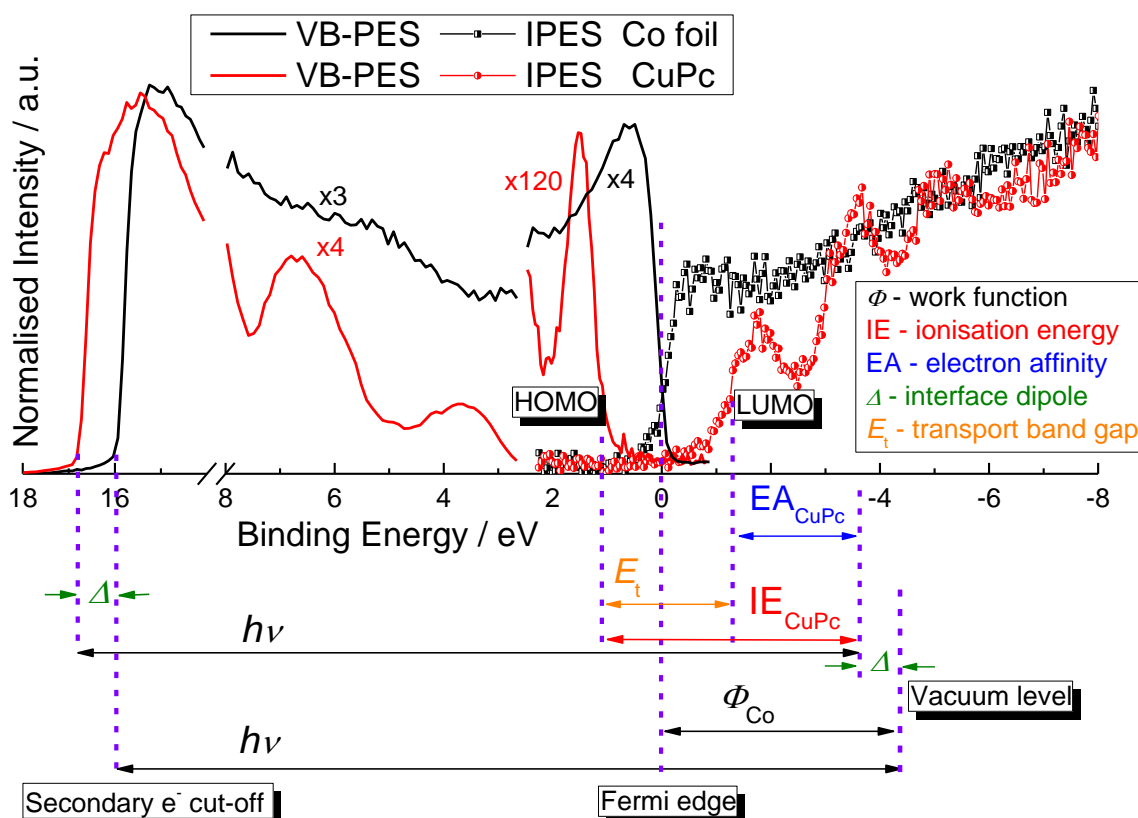 VB-PES IPES Co foil
VB-PES IPES CuPc
Normalised Intensity / a.u.
x3
x4
x120
x4
HOMO
LUMO
Φ - work function
IE - ionisation energy
EA - electron affinity
Δ - interface dipole
Et - transport band gap
18 16 8 6 4 2 0 -2 -4 -6 -8
Binding Energy / eV
EACuPc
Et
Δ
IECuPc
hν
Δ
Vacuum level
ΦCo
hν
Secondary e- cut-off
Fermi edge